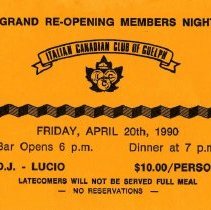 GRAND RE-OPENING MEMBERS NIGHT
ITALIAN CANADIAN CLUB OF GUELPH
FRIDAY, APRIL 20th, 1990
Bar Opens 6 p.m. Dinner at 7 p.m
D.J. - LUCIO $10.00/PERSO
LATECOMERS WILL NOT BE SERVED FULL MEAL
— NO RESERVATIONS —